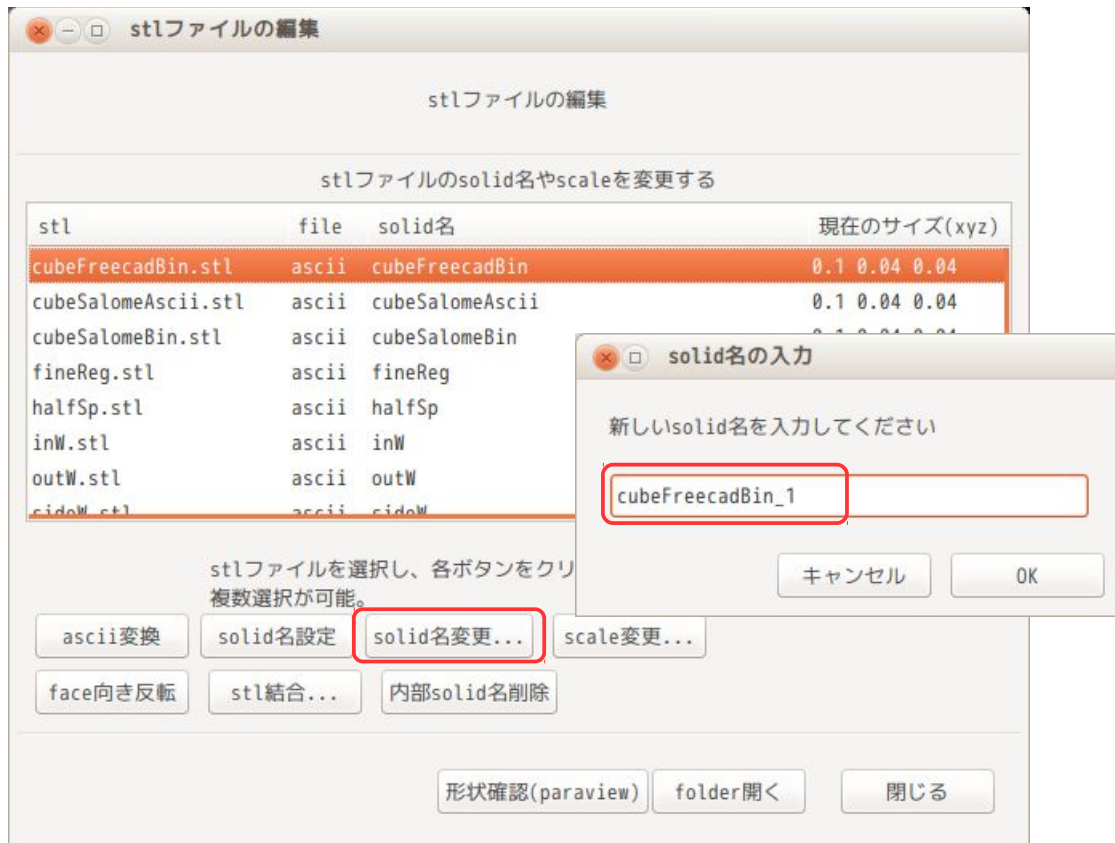 stlファイルの編集
stlファイルの編集
stlファイルのsolid名やscaleを変更する
stl file solid名 現在のサイズ(xyz)
cubeFreecadBin.stl ascii cubeFreecadBin 0.1 0.04 0.04
cubeSalomeAscii.stl ascii cubeSalomeAscii 0.1 0.04 0.04
cubeSalomeBin.stl ascii cubeSalomeBin 0.1 0.04 0.04
fineReg.stl ascii fineReg
halfSp.stl ascii halfSp
inW.stl ascii inW
outW.stl ascii outW
sideW.stl ascii sideW
solid名の入力
新しいsolid名を入力してください
cubeFreecadBin_1
キャンセル OK
stlファイルを選択し、各ボタンをクリ
複数選択が可能。
ascii変換 solid名設定 solid名変更... scale変更...
face向き反転 stl結合... 内部solid名削除
形状確認(paraview) folder開く 閉じる